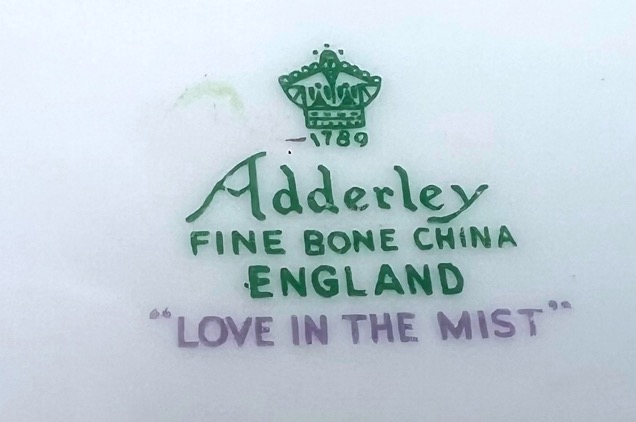 1789
Adderley
FINE BONE CHINA
ENGLAND
"LOVE IN THE MIST"